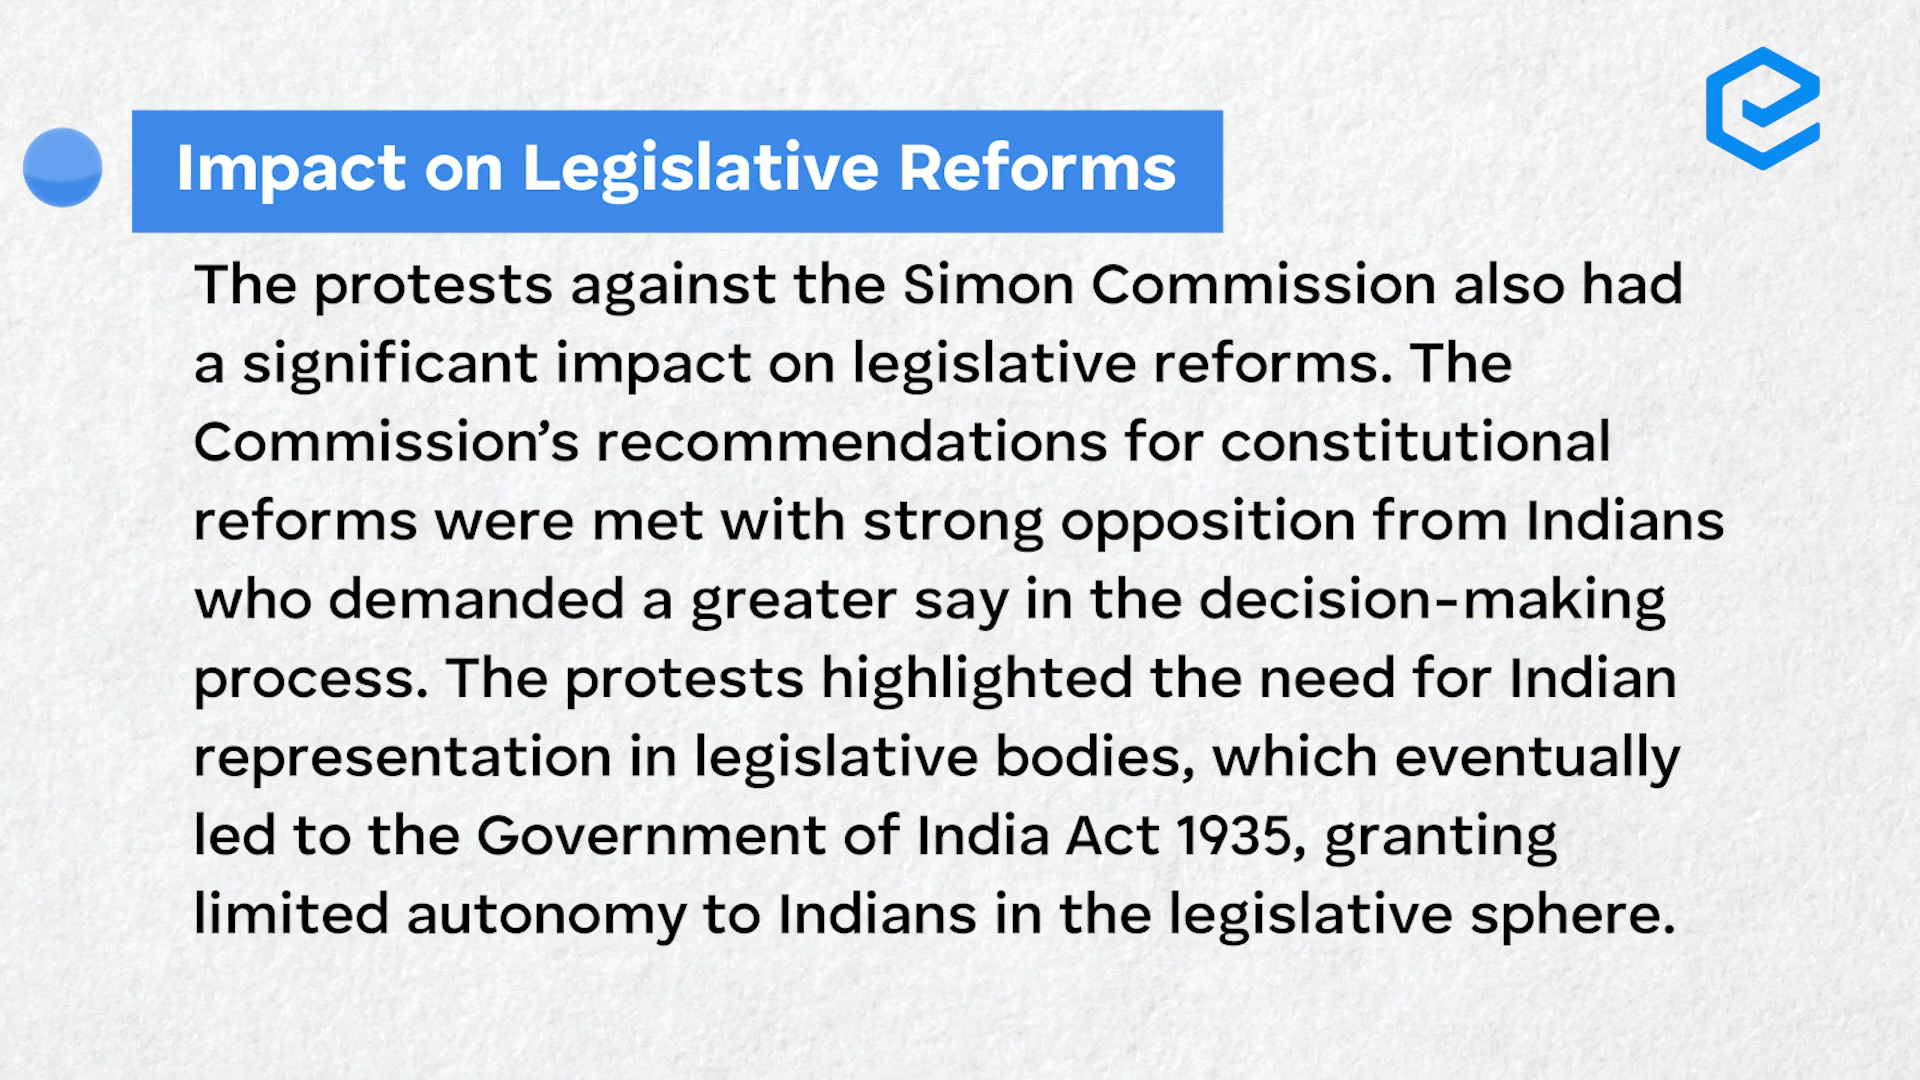 Impact on Legislative Reforms
The protests against the Simon Commission also had
a significant impact on legislative reforms. The
Commission’s recommendations for constitutional
reforms were met with strong opposition from Indians
who demanded a greater say in the decision-making
process. The protests highlighted the need for Indian
representation in legislative bodies, which eventually
led to the Government of India Act 1935, granting
limited autonomy to Indians in the legislative sphere.